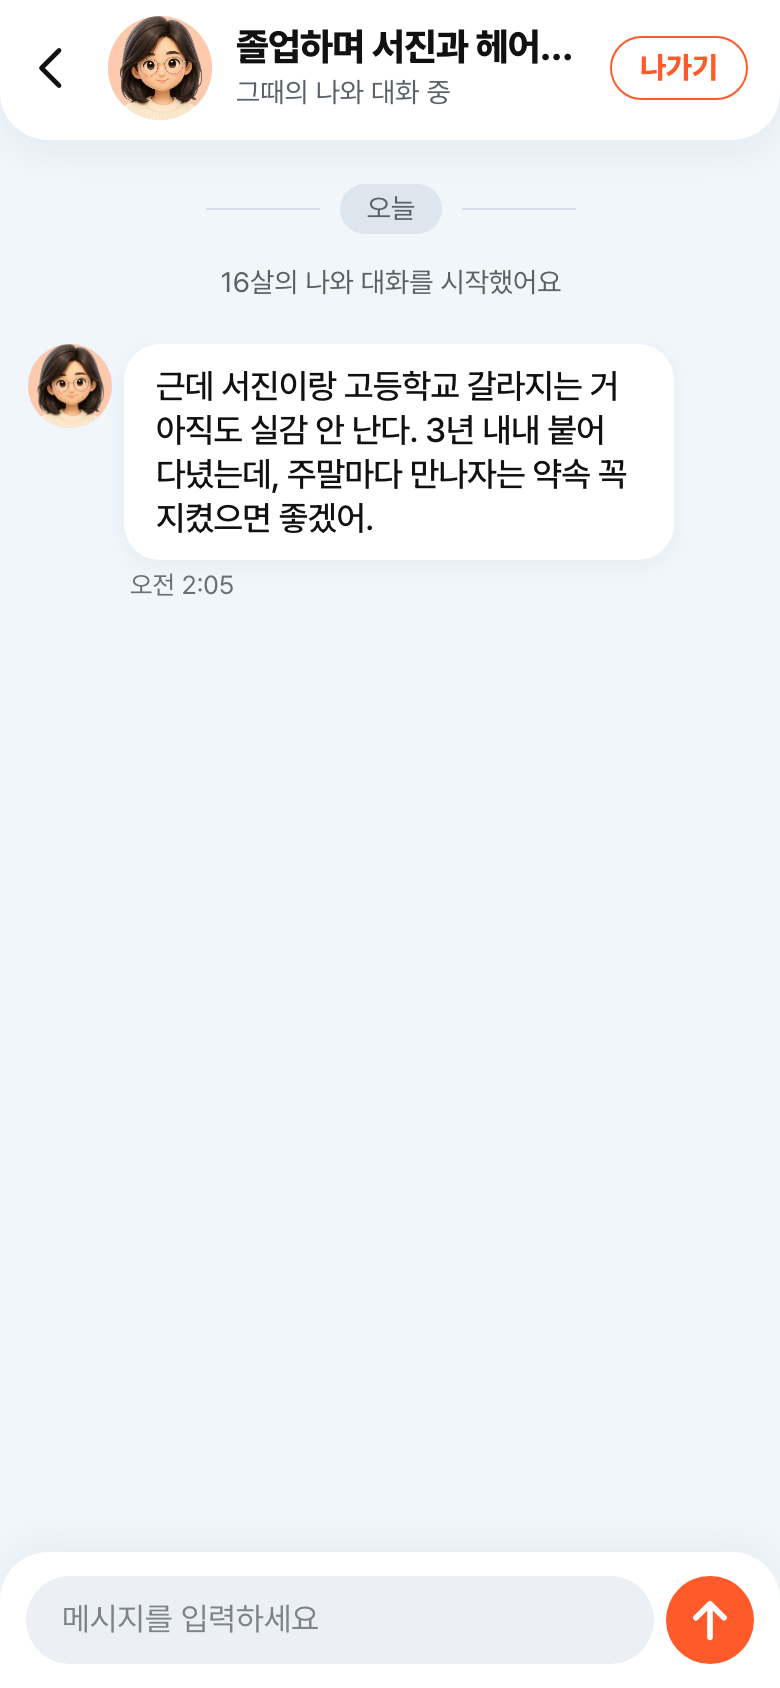 졸업하며 서진과 헤어...
그때의 나와 대화 중
나가기
오늘
16살의 나와 대화를 시작했어요
근데 서진이랑 고등학교 갈라지는 거
아직도 실감 안 난다. 3년 내내 붙어
다녔는데, 주말마다 만나자는 약속 꼭
지켰으면 좋겠어.
오전 2:05
메시지를 입력하세요